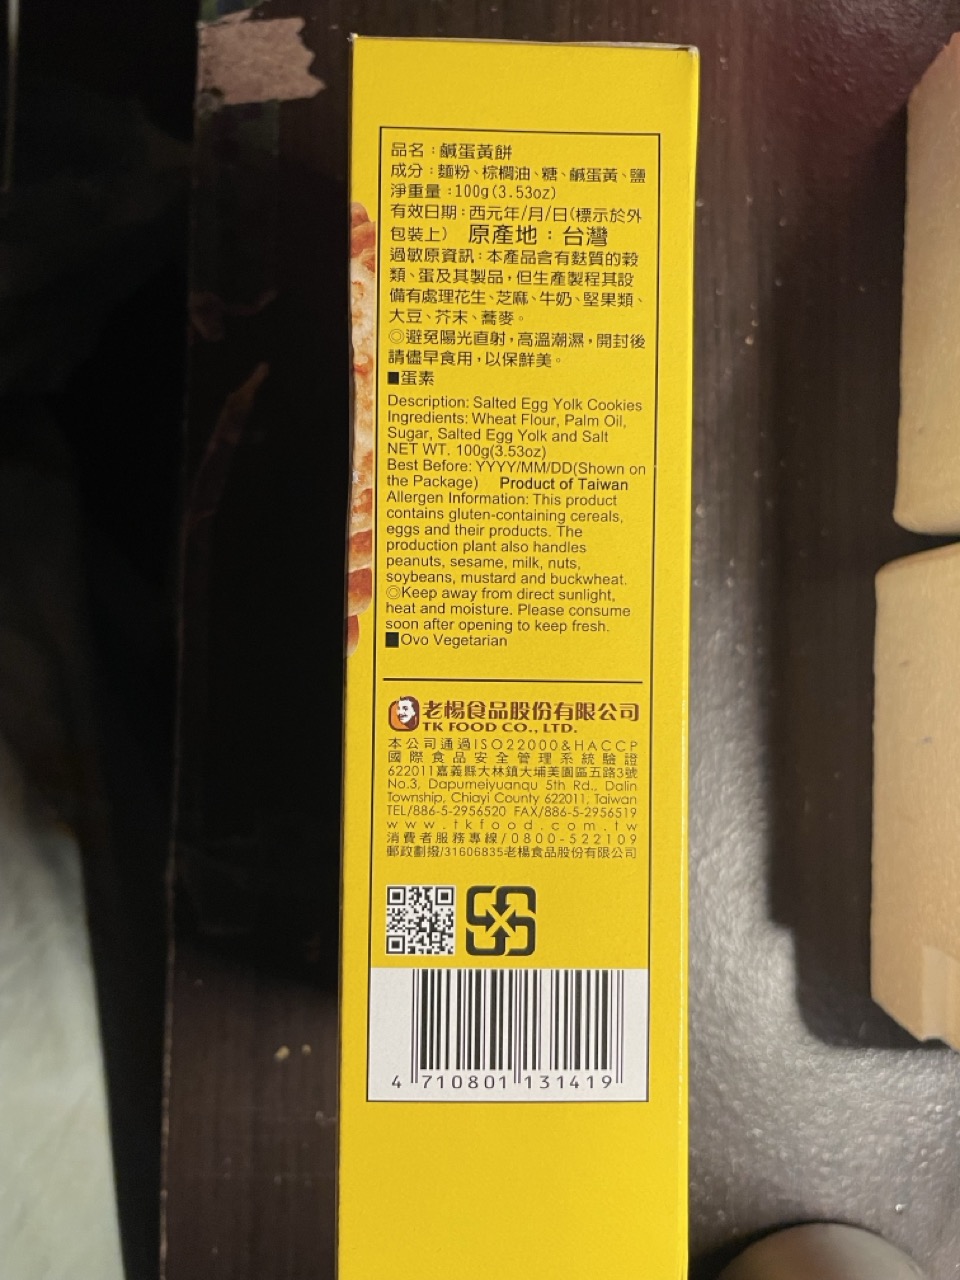 品名：鹹蛋黃餅
成分：麵粉、棕櫚油、糖、鹹蛋黃、鹽
淨重量：100g(3.53oz)
有效日期：西元年/月/日(標示於外
包裝上) 原產地：台灣
過敏原資訊：本產品含有麩質的穀
類、蛋及其製品，但生產製程其設
備有處理花生、芝麻、牛奶、堅果類、
大豆、芥末、蕎麥。
◎避免陽光直射，高溫潮濕，開封後
請儘早食用，以保鮮美。
■蛋素
Description: Salted Egg Yolk Cookies
Ingredients: Wheat Flour, Palm Oil,
Sugar, Salted Egg Yolk and Salt
NET WT. 100g(3.53oz)
Best Before: YYYY/MM/DD(Shown on
the Package) Product of Taiwan
Allergen Information: This product
contains gluten-containing cereals,
eggs and their products. The
production plant also handles
peanuts, sesame, milk, nuts,
soybeans, mustard and buckwheat.
◎Keep away from direct sunlight,
heat and moisture. Please consume
soon after opening to keep fresh.
■Ovo Vegetarian
老楊食品股份有限公司
TK FOOD CO., LTD.
本公司通過ISO22000&HACCP
國際食品安全管理系統驗證
622011嘉義縣大林鎮大埔美園區五路3號
No.3, Dapumeiyuanqu 5th Rd., Dalin
Township, Chiayi County 622011, Taiwan
TEL/886-5-2956520 FAX/886-5-2956519
www.tkfood.com.tw
消費者服務專線/0800-522109
郵政劃撥/31606835老楊食品股份有限公司
4 710801 131419